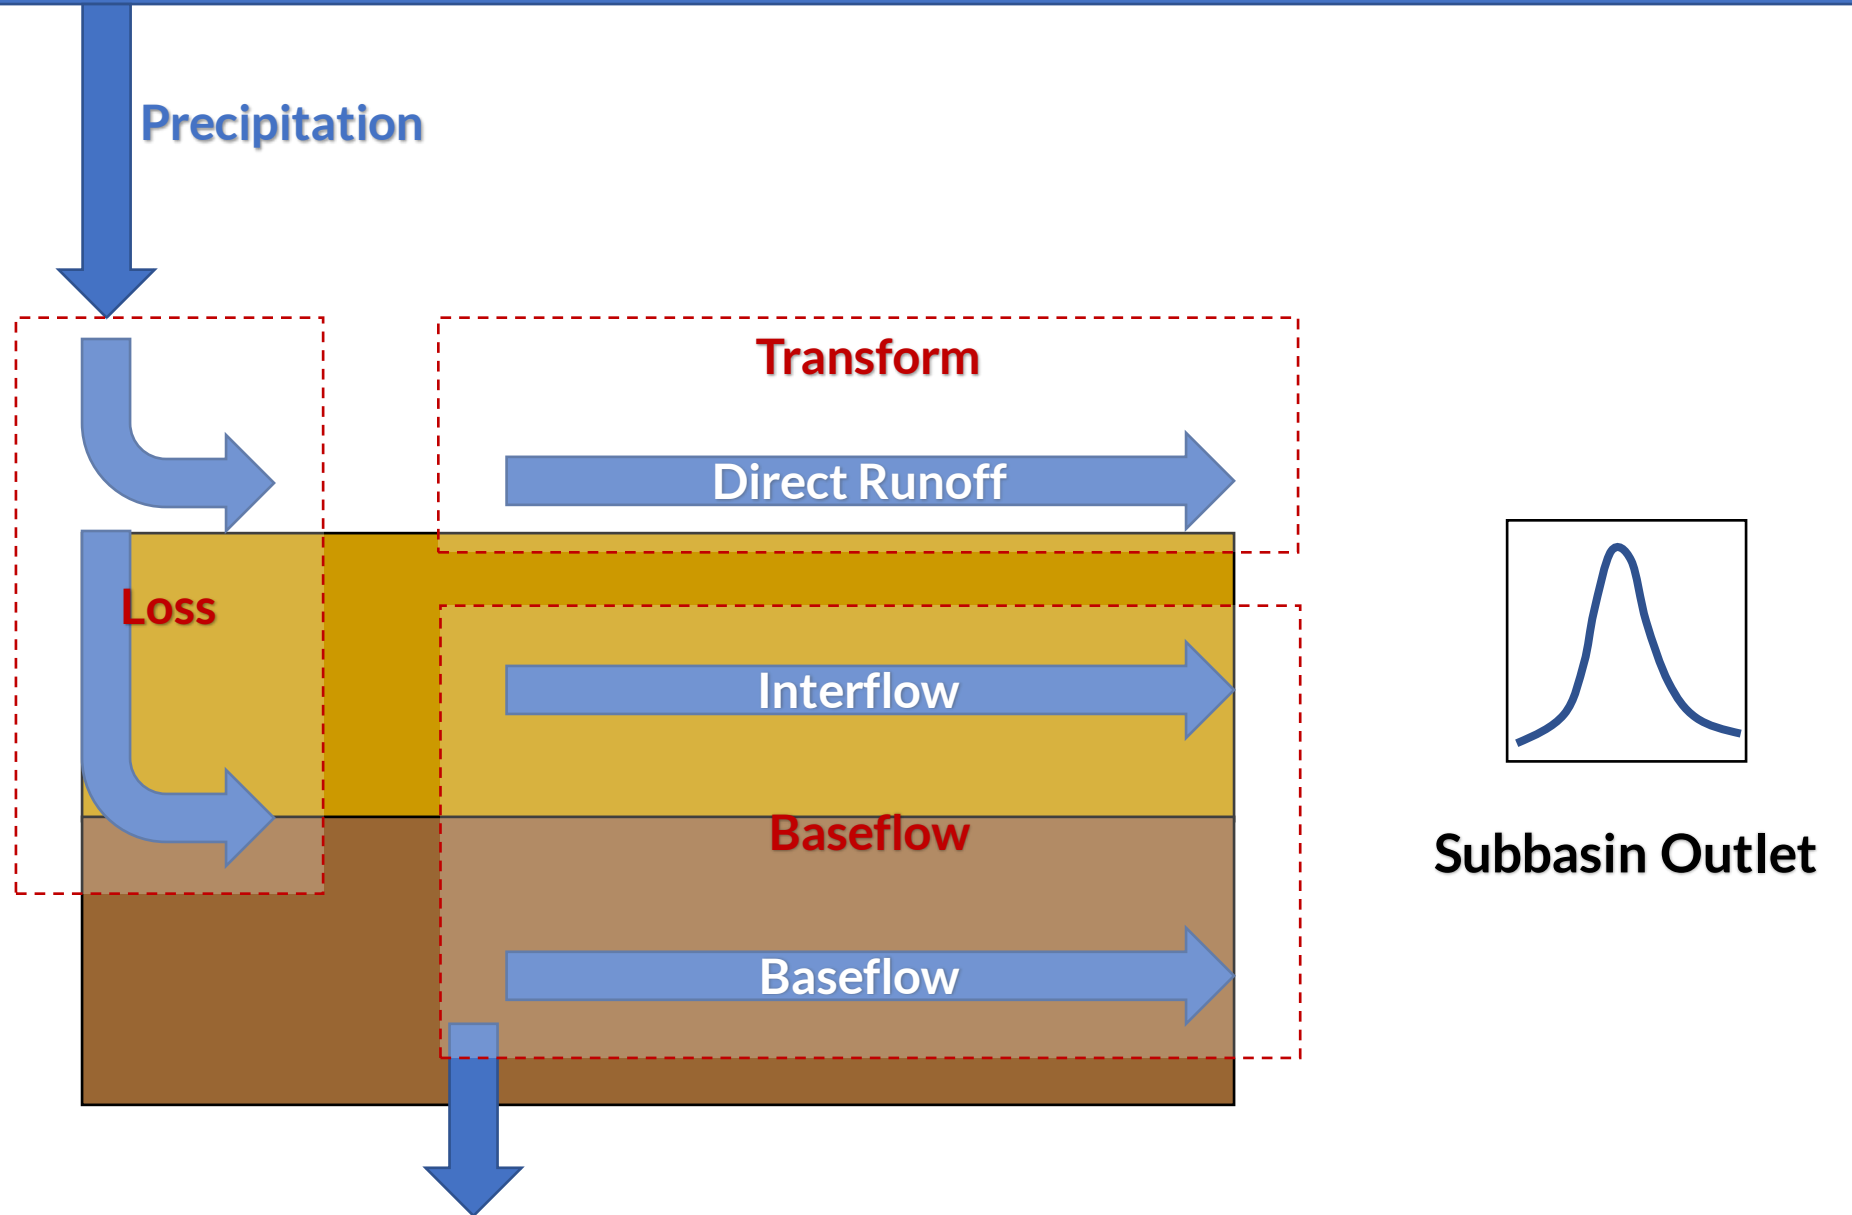 Precipitation
Transform
Direct Runoff
Loss
Interflow
Baseflow
Subbasin Outlet
Baseflow